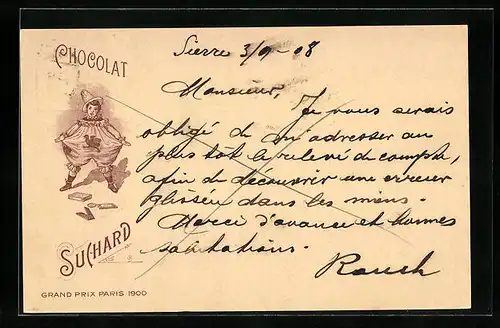 CHOCOLAT
SUCHARD
GRAND PRIX PARIS 1900
Sierre 3/9 - 08
Monsieur,
Je vous serais
obligé de m'adresser au
plus tôt le relevé de compte,
afin de découvrir une erreur
glissée dans les miens.
Merci d'avance et bonnes
salutations.
Rauch